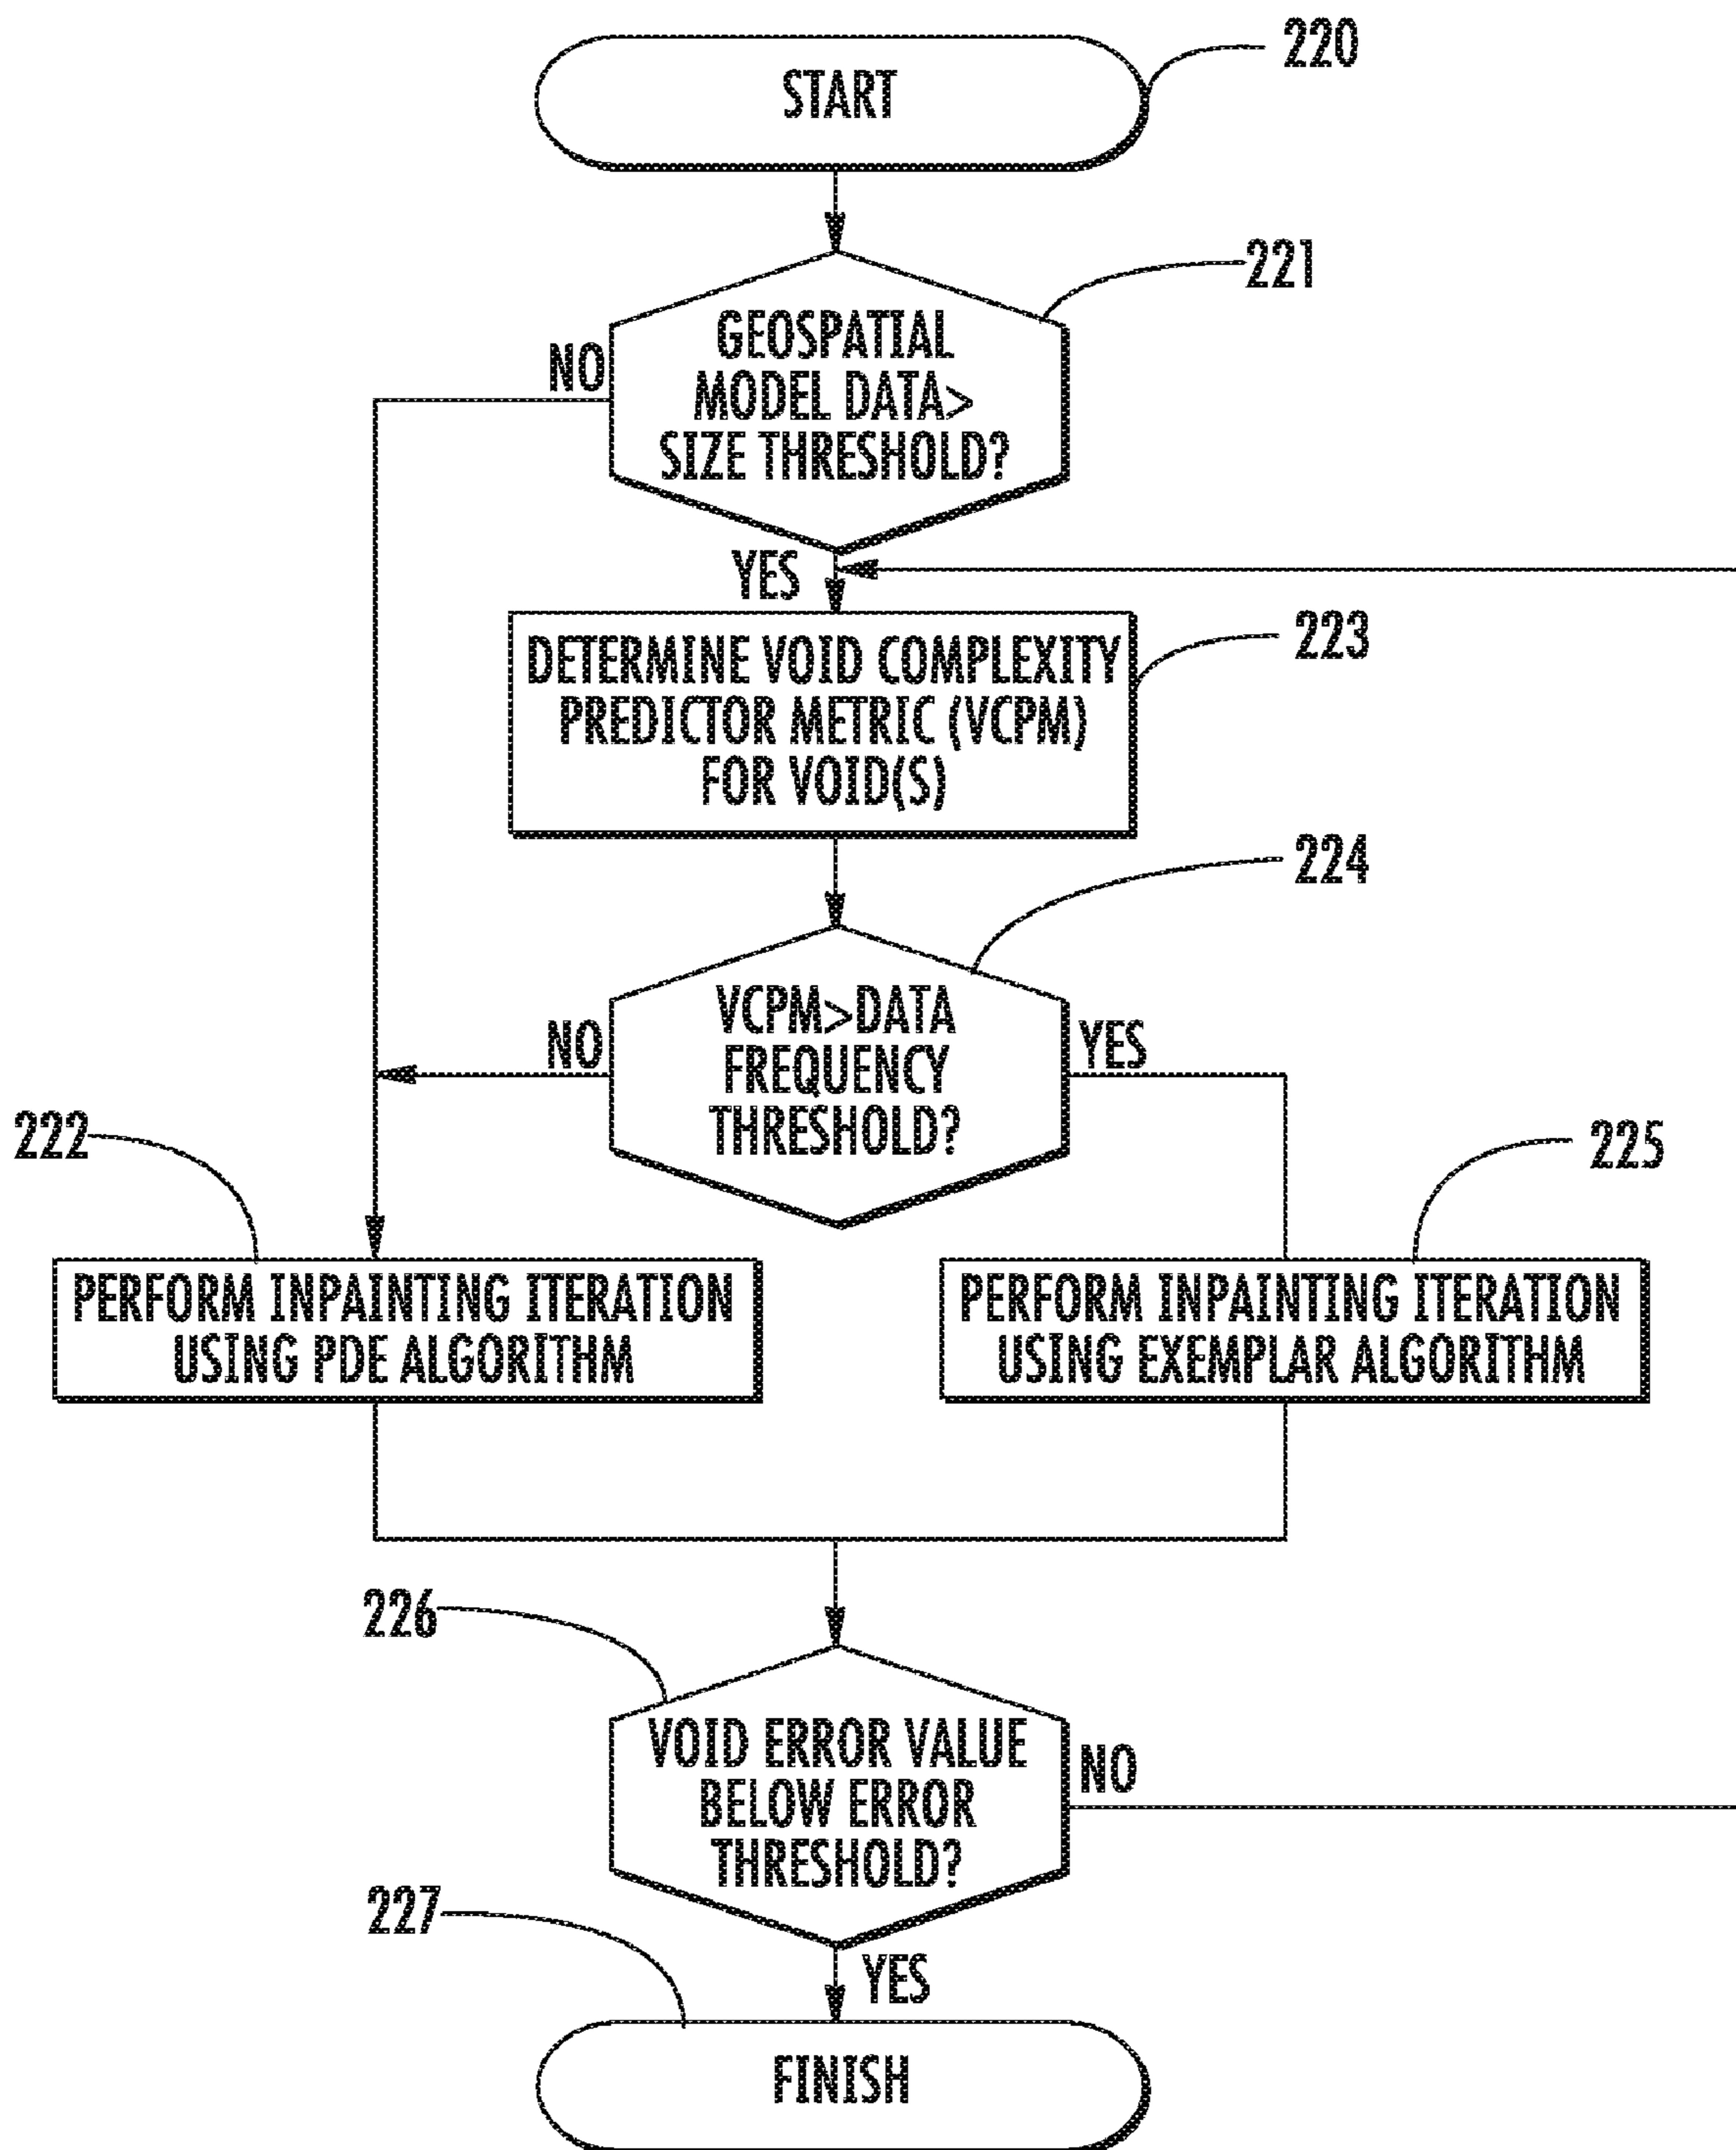 START
220
221
GEOSPATIAL
MODEL DATA>
SIZE THRESHOLD?
NO
YES
DETERMINE VOID COMPLEXITY
PREDICTOR METRIC (VCPM)
FOR VOID(S)
223
224
VCPM>DATA
FREQUENCY
THRESHOLD?
NO
YES
222
225
PERFORM INPAINTING ITERATION
USING PDE ALGORITHM
PERFORM INPAINTING ITERATION
USING EXEMPLAR ALGORITHM
226
VOID ERROR VALUE
BELOW ERROR
THRESHOLD?
NO
227
YES
FINISH